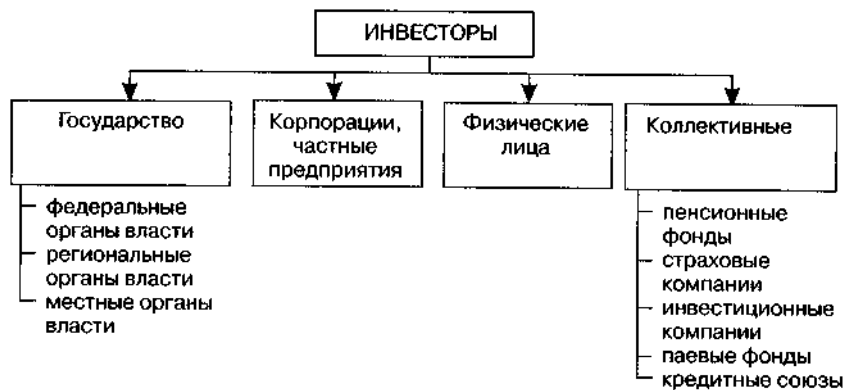 ИНВЕСТОРЫ
Государство
Корпорации,
частные
предприятия
Физические
лица
Коллективные
федеральные
органы власти
региональные
органы власти
местные органы
власти
пенсионные
фонды
страховые
компании
инвестиционные
компании
паевые фонды
кредитные союзы